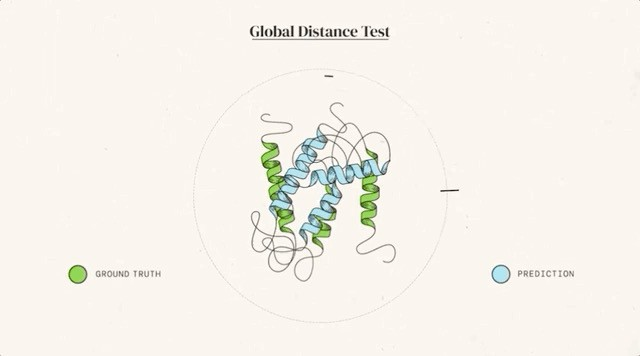 Global Distance Test
GROUND TRUTH
PREDICTION